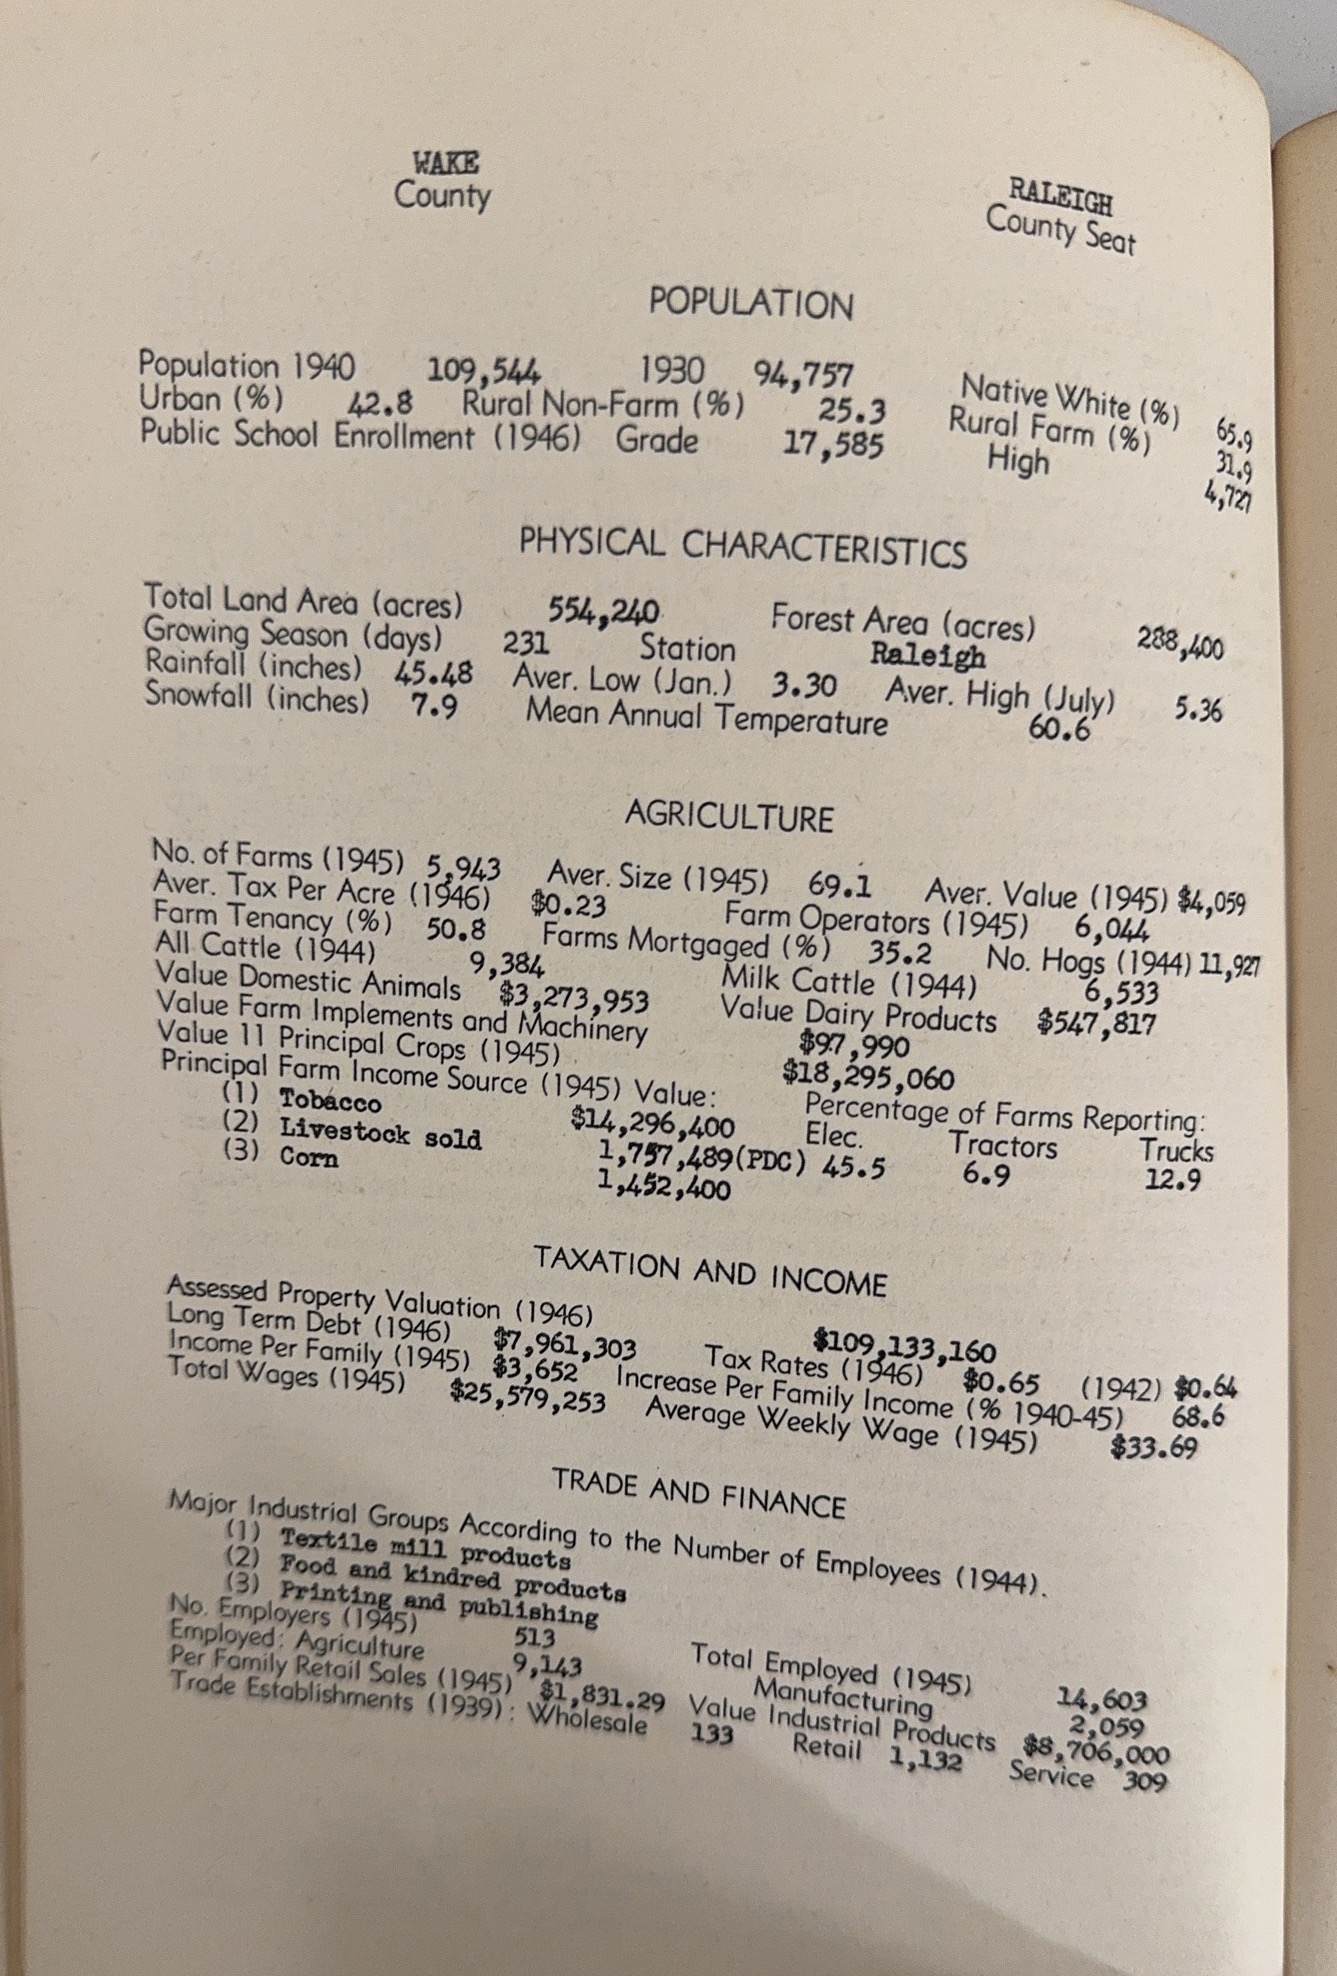 WAKE
County
RALEIGH
County Seat
POPULATION
Population 1940 109,544 1930 94,757 Native White (%) 65.9
Urban (%) 42.8 Rural Non-Farm (%) 25.3 Rural Farm (%) 31.9
Public School Enrollment (1946) Grade 17,585 High 4,727
PHYSICAL CHARACTERISTICS
Total Land Area (acres) 554,240 Forest Area (acres) 288,400
Growing Season (days) 231 Station Raleigh
Rainfall (inches) 45.48 Aver. Low (Jan.) 3.30 Aver. High (July) 5.36
Snowfall (inches) 7.9 Mean Annual Temperature 60.6
AGRICULTURE
No. of Farms (1945) 5,943 Aver. Size (1945) 69.1 Aver. Value (1945) $4,059
Aver. Tax Per Acre (1946) $0.23 Farm Operators (1945) 6,044
Farm Tenancy (%) 50.8 Farms Mortgaged (%) 35.2 No. Hogs (1944) 11,927
All Cattle (1944) 9,384 Milk Cattle (1944) 6,533
Value Domestic Animals $3,273,953 Value Dairy Products $547,817
Value Farm Implements and Machinery $97,990
Value 11 Principal Crops (1945) $18,295,060
Principal Farm Income Source (1945) Value: Percentage of Farms Reporting:
(1) Tobacco $14,296,400 Elec. Tractors Trucks
(2) Livestock sold 1,757,489(PDC) 45.5 6.9 12.9
(3) Corn 1,452,400
TAXATION AND INCOME
Assessed Property Valuation (1946) $109,133,160
Long Term Debt (1946) $7,961,303 Tax Rates (1946) $0.65 (1942) $0.64
Income Per Family (1945) $3,652 Increase Per Family Income (% 1940-45) 68.6
Total Wages (1945) $25,579,253 Average Weekly Wage (1945) $33.69
TRADE AND FINANCE
Major Industrial Groups According to the Number of Employees (1944).
(1) Textile mill products
(2) Food and kindred products
(3) Printing and publishing
No. Employers (1945) 513 Total Employed (1945) 14,603
Employed: Agriculture 9,143 Manufacturing 2,059
Per Family Retail Sales (1945) $1,831.29 Value Industrial Products $8,706,000
Trade Establishments (1939): Wholesale 133 Retail 1,132 Service 309